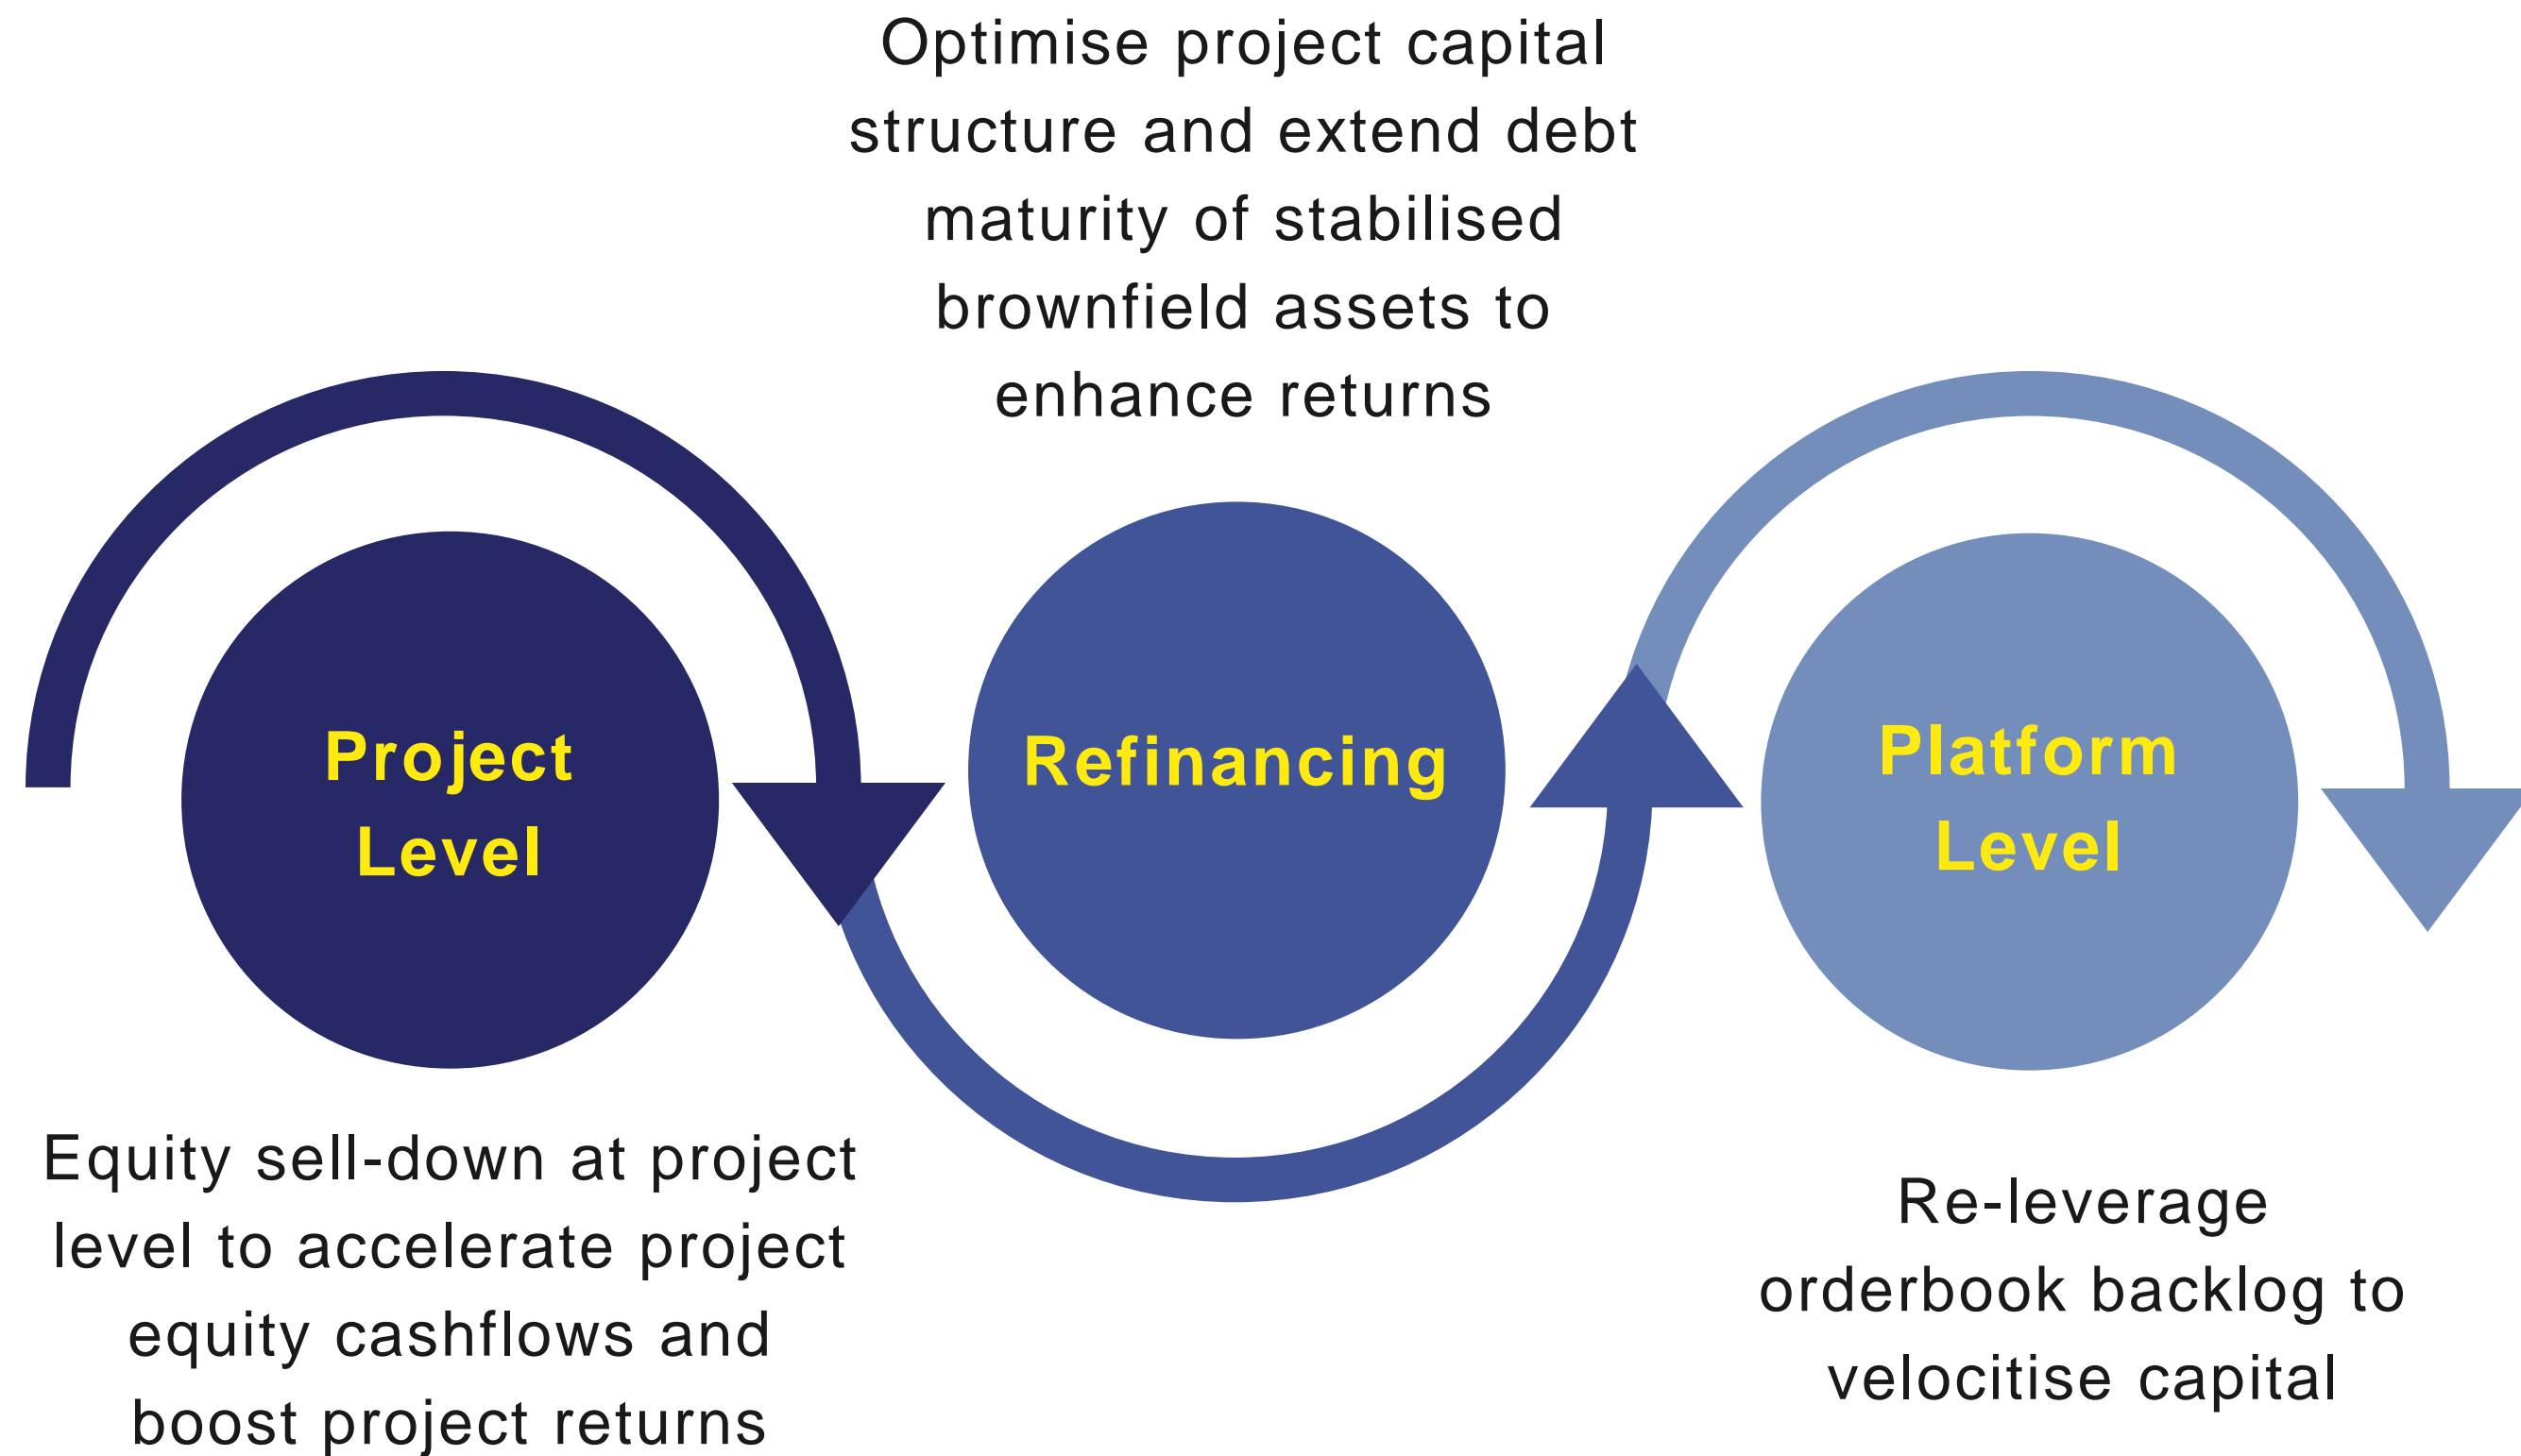 Optimise project capital
structure and extend debt
maturity of stabilised
brownfield assets to
enhance returns
Project
Level
Refinancing
Platform
Level
Equity sell-down at project
level to accelerate project
equity cashflows and
boost project returns
Re-leverage
orderbook backlog to
velocitise capital